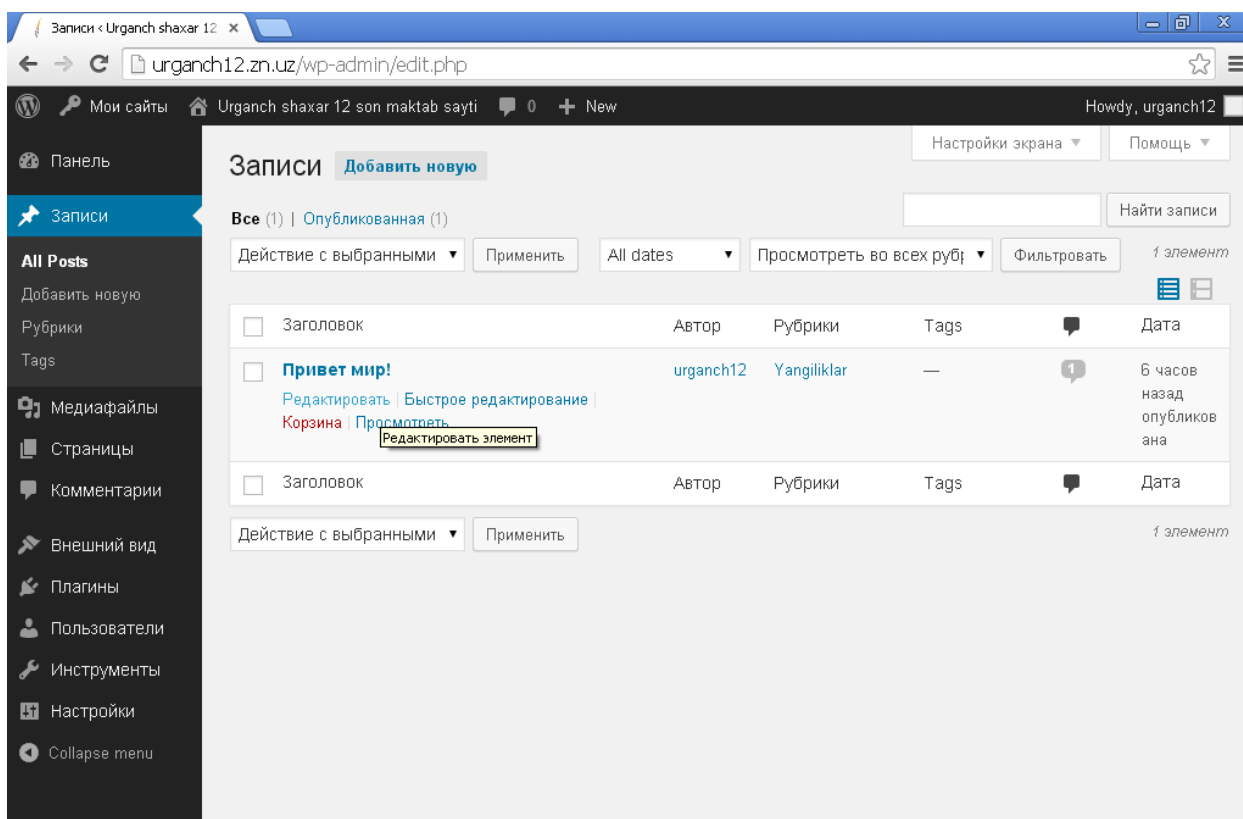 Записи ‹ Urganch shaxar 12
urganch12.zn.uz/wp-admin/edit.php
Мои сайты Urganch shaxar 12 son maktab sayti 0 New Howdy, urganch12
Настройки экрана Помощь
Панель
Записи
All Posts
Добавить новую
Рубрики
Tags
Медиафайлы
Страницы
Комментарии
Внешний вид
Плагины
Пользователи
Инструменты
Настройки
Collapse menu
Записи Добавить новую
Найти записи
Все (1) | Опубликованная (1)
Действие с выбранными Применить All dates Просмотреть во всех рубр Фильтровать 1 элемент
Заголовок Автор Рубрики Tags Дата
Привет мир! urganch12 Yangiliklar — 1 6 часов
назад
опубликов
ана
Редактировать | Быстрое редактирование |
Корзина | Просмотреть
Редактировать элемент
Заголовок Автор Рубрики Tags Дата
Действие с выбранными Применить 1 элемент